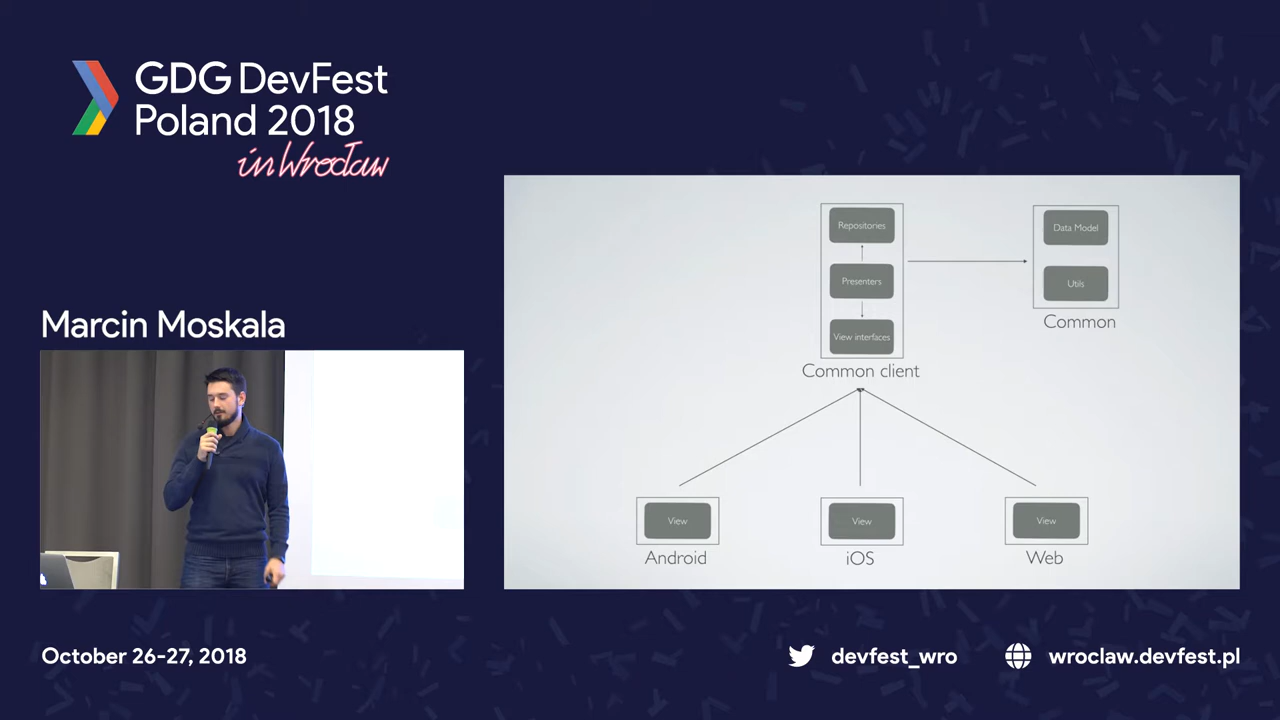 GDG DevFest
Poland 2018
in Wrocław
Marcin Moskala
Repositories
Presenters
View interfaces
Common client
Data Model
Utils
Common
View
Android
View
iOS
View
Web
October 26-27, 2018
devfest_wro
wroclaw.devfest.pl